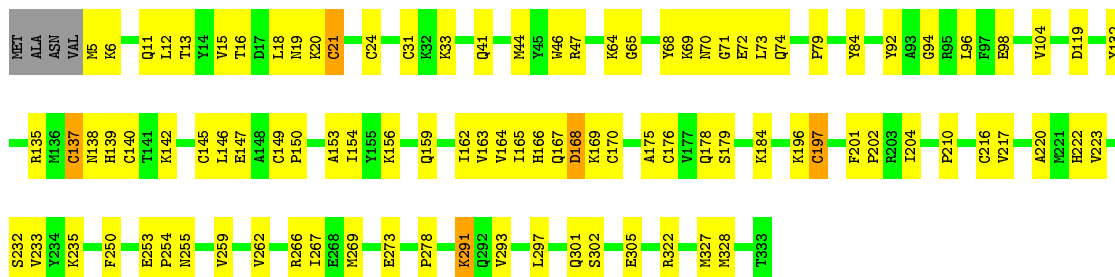 MET ALA ASN VAL M5 K6 Q11 L12 T13 Y14 V15 T16 D17 L18 N19 K20 C21 C24 C31 K32 K33 Q41 M44 Y45 W46 R47 K64 G65 Y68 K69 N70 G71 E72 L73 Q74 P79 Y84 Y92 A93 G94 R95 L96 F97 E98 V104 D119
R135 M136 C137 N138 H139 C140 T141 K142 C145 L146 E147 A148 C149 P150 A153 I154 Y155 K156 Q159 I162 V163 V164 I165 H166 Q167 D168 K169 C170 A175 C176 V177 Q178 S179 K184 K196 C197 F201 P202 R203 I204 P210 C216 V217 A220 M221 H222 V223
S232 V233 Y234 K235 F250 E253 P254 N255 V259 V262 R266 I267 E268 M269 E273 P278 K291 Q292 V293 L297 Q301 S302 E305 R322 M327 M328 T333